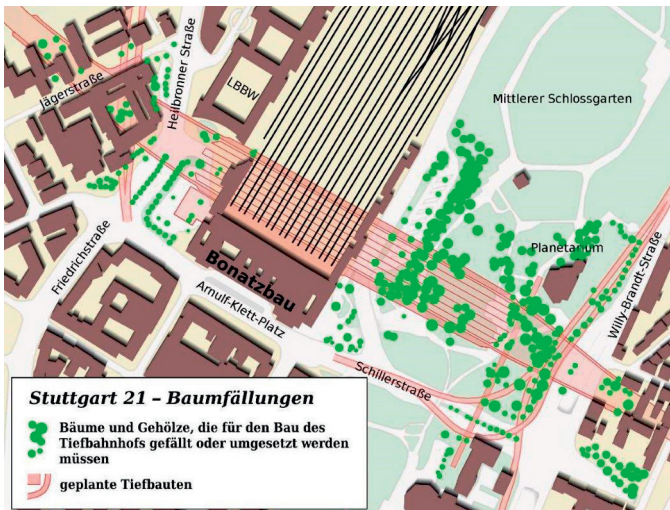 Jägerstraße
Heilbronner Straße
LBBW
Mittlerer Schlossgarten
Friedrichstraße
Bonatzbau
Arnulf-Klett-Platz
Planetarium
Willy-Brandt-Straße
Schillerstraße
Stuttgart 21 – Baumfällungen
Bäume und Gehölze, die für den Bau des
Tiefbahnhofs gefällt oder umgesetzt werden
müssen
geplante Tiefbauten